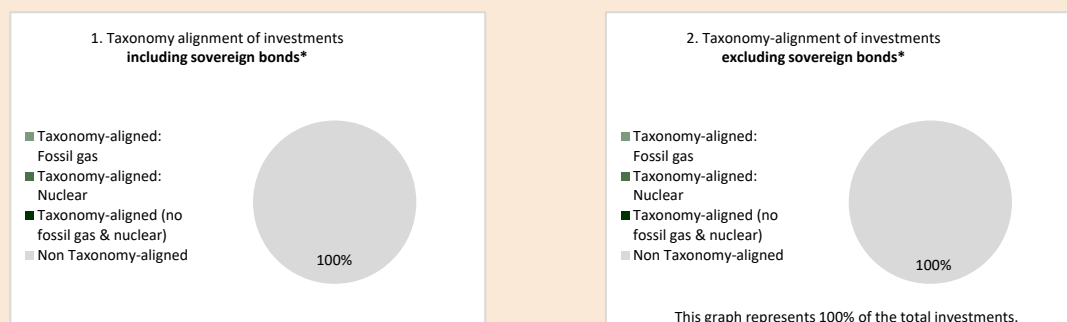 1. Taxonomy alignment of investments
including sovereign bonds*
Taxonomy-aligned:
Fossil gas
Taxonomy-aligned:
Nuclear
Taxonomy-aligned (no
fossil gas & nuclear)
Non Taxonomy-aligned
100%
2. Taxonomy-alignment of investments
excluding sovereign bonds*
Taxonomy-aligned:
Fossil gas
Taxonomy-aligned:
Nuclear
Taxonomy-aligned (no
fossil gas & nuclear)
Non Taxonomy-aligned
100%
This graph represents 100% of the total investments.